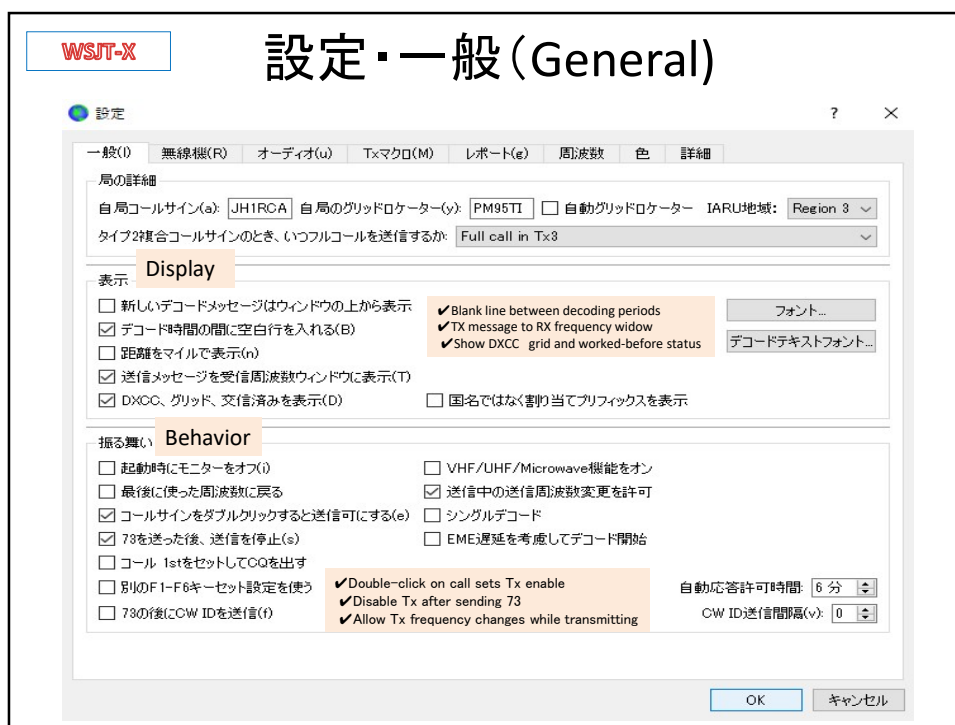 WSJT-X
設定・一般(General)
設定 ? ×
一般(I) 無線機(R) オーディオ(u) Txマクロ(M) レポート(g) 周波数 色 詳細
局の詳細
自局コールサイン(a): JH1RCA 自局のグリッドロケーター(y): PM95TI 自動グリッドロケーター IARU地域: Region 3
タイプ2複合コールサインのとき、いつフルコールを送信するか: Full call in Tx3
表示 Display
新しいデコードメッセージはウィンドウの上から表示
✔Blank line between decoding periods
フォント...
デコード時間の間に空白行を入れる(B)
✔TX message to RX frequency widow
✔Show DXCC grid and worked-before status
デコードテキストフォント...
距離をマイルで表示(n)
送信メッセージを受信周波数ウィンドウに表示(T)
DXCC、グリッド、交信済みを表示(D) 国名ではなく割り当てプリフィックスを表示
振る舞い Behavior
起動時にモニターをオフ(i) VHF/UHF/Microwave機能をオン
最後に使った周波数に戻る 送信中の送信周波数変更を許可
コールサインをダブルクリックすると送信可にする(e) シングルデコード
73を送った後、送信を停止(s) EME遅延を考慮してデコード開始
コール 1stをセットしてCQを出す
別のF1-F6キーセット設定を使う
✔Double-click on call sets Tx enable
自動応答許可時間: 6 分
✔Disable Tx after sending 73
73の後にCW IDを送信(f)
✔Allow Tx frequency changes while transmitting
CW ID送信間隔(v): 0
OK キャンセル